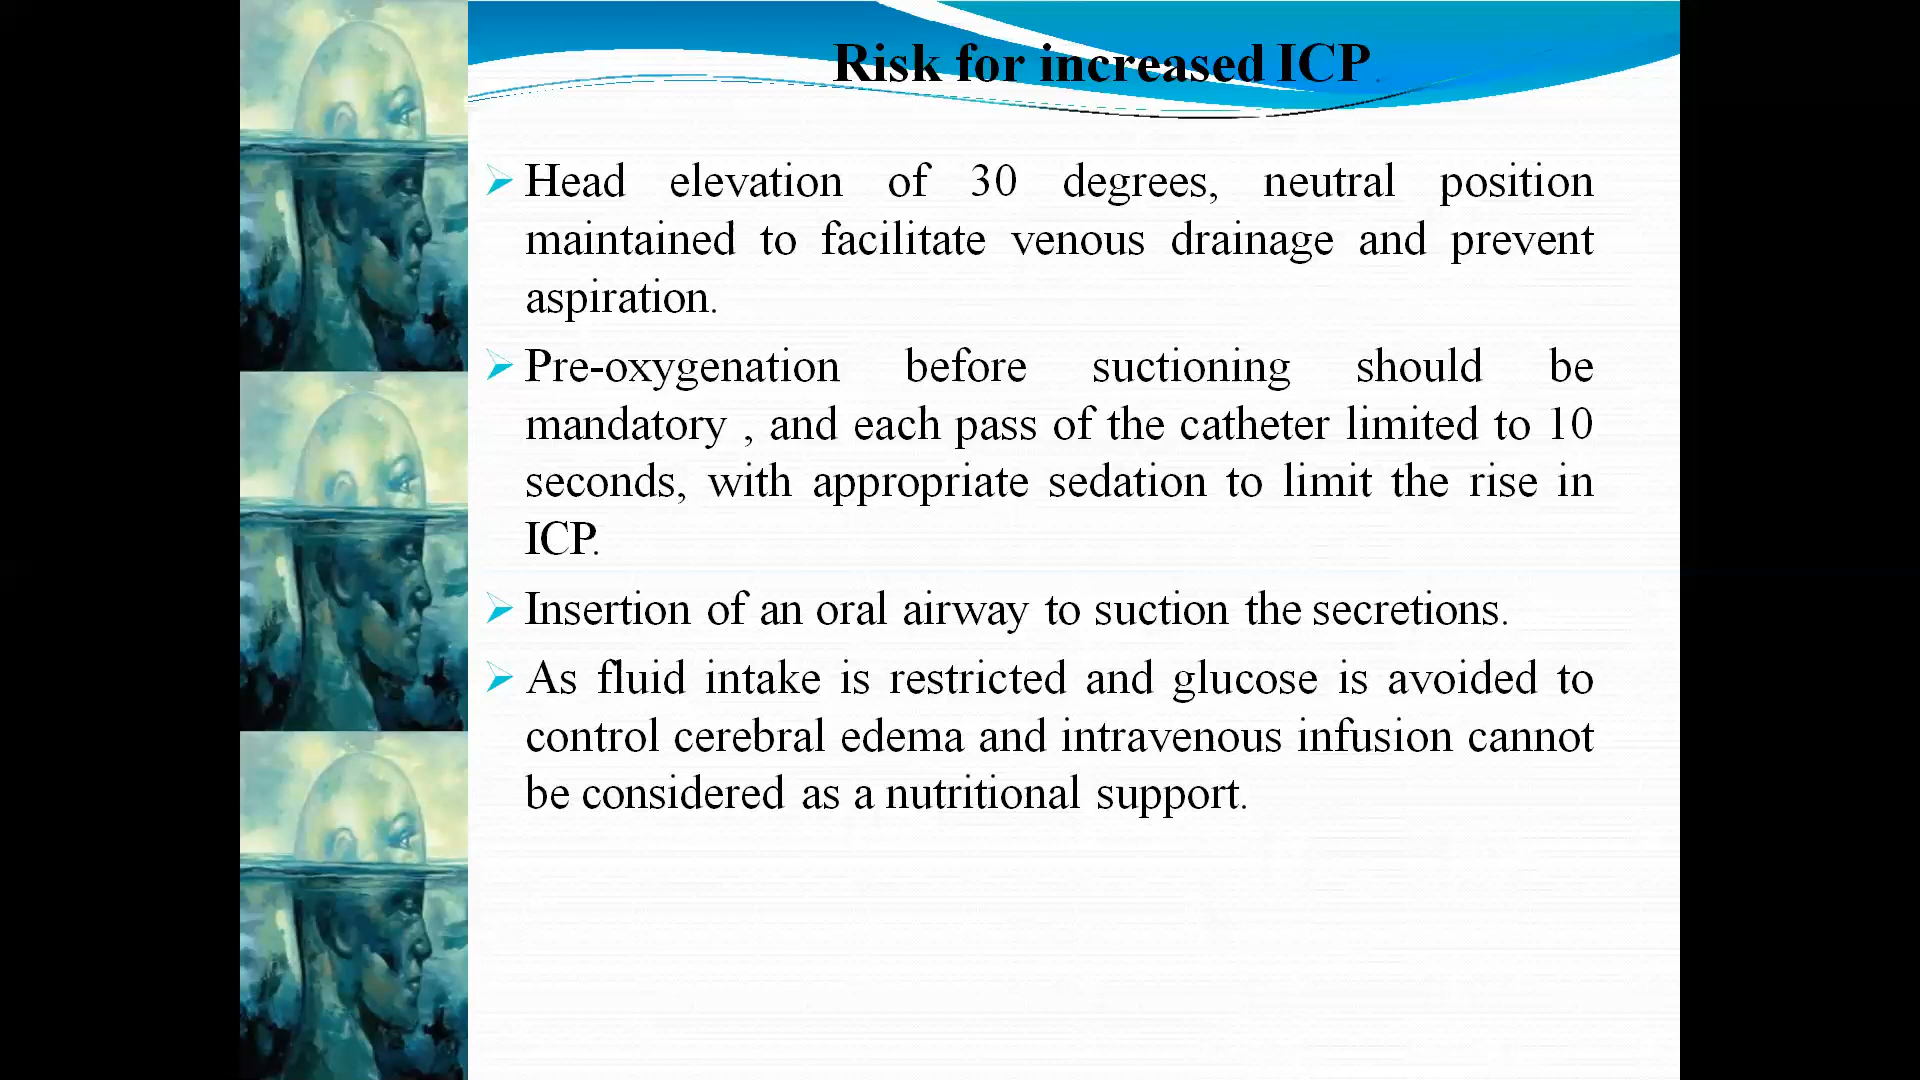 Risk for increased ICP.
Head elevation of 30 degrees, neutral position
maintained to facilitate venous drainage and prevent
aspiration.
Pre-oxygenation before suctioning should be
mandatory , and each pass of the catheter limited to 10
seconds, with appropriate sedation to limit the rise in
ICP.
Insertion of an oral airway to suction the secretions.
As fluid intake is restricted and glucose is avoided to
control cerebral edema and intravenous infusion cannot
be considered as a nutritional support.